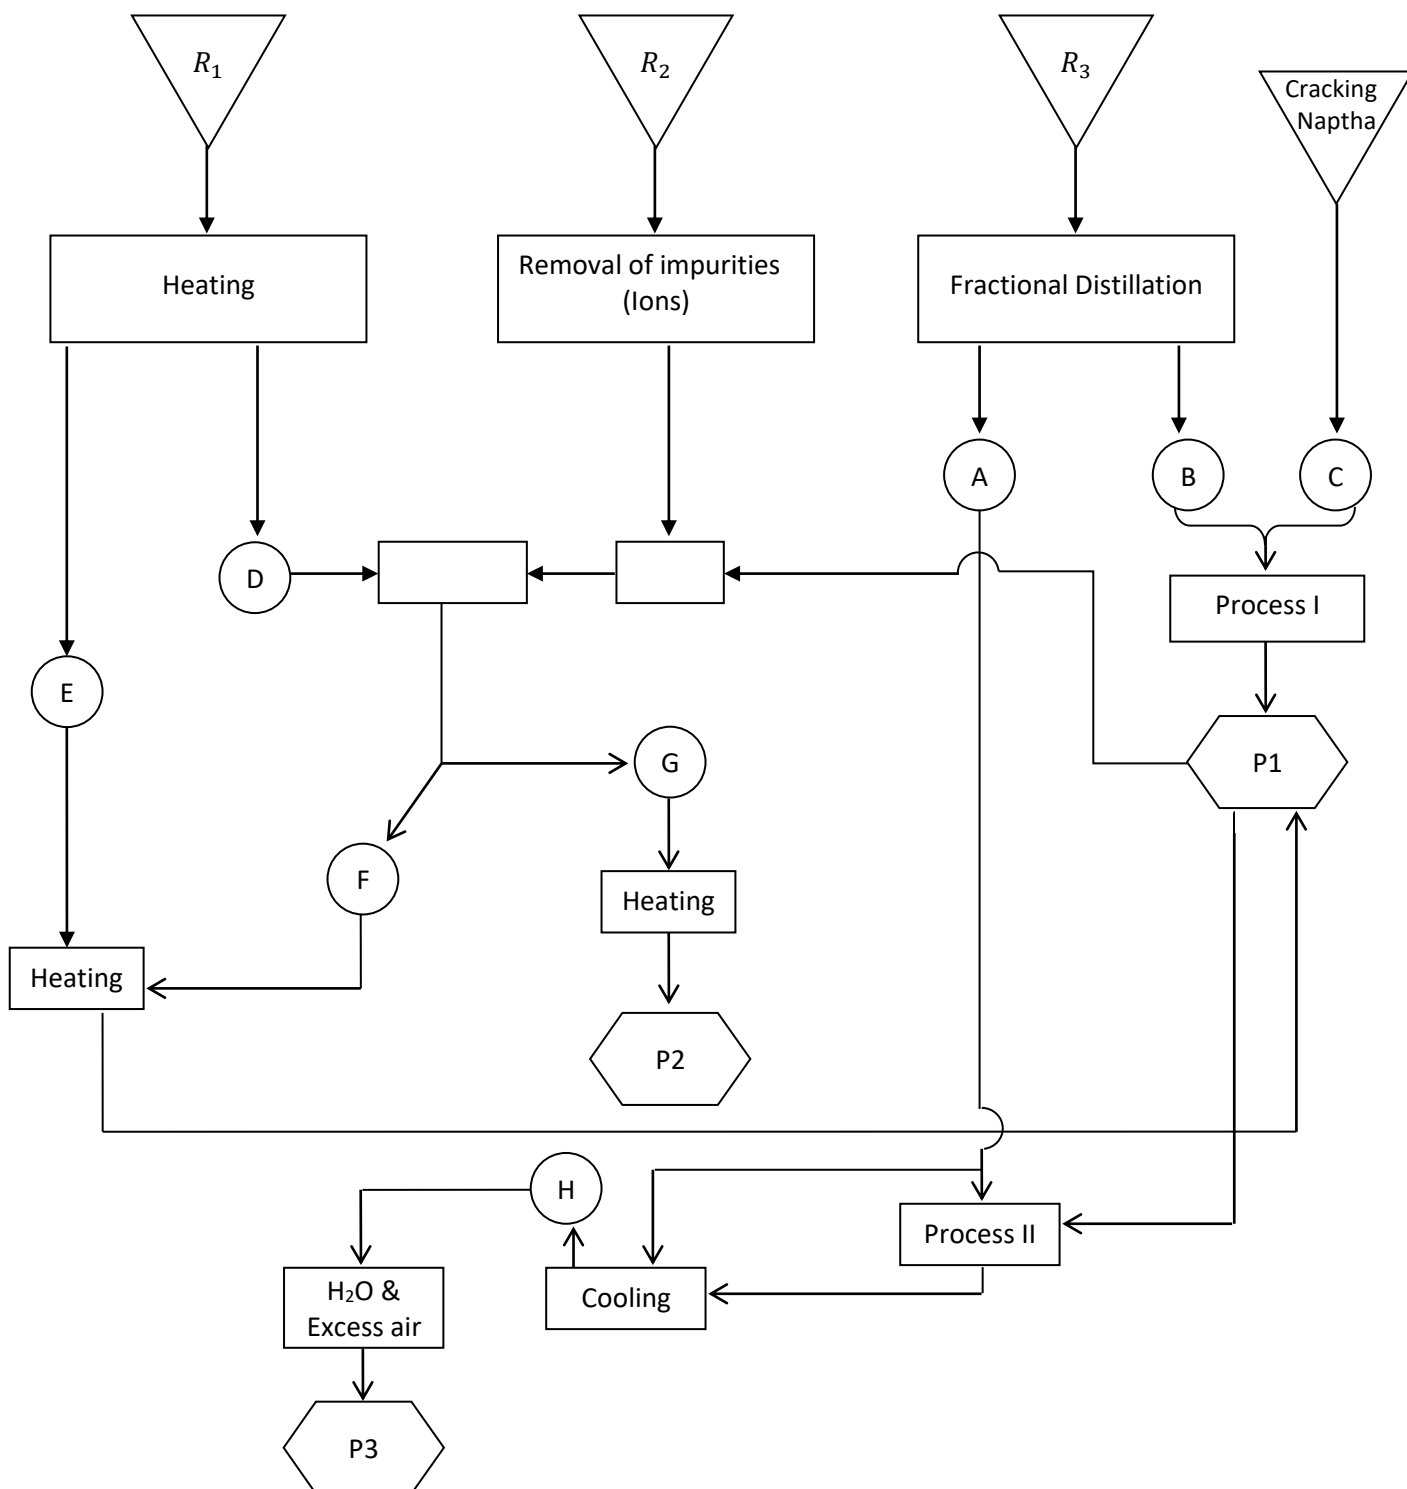 R₁
R₂
R₃
Cracking
Naptha
Heating
Removal of impurities
(Ions)
Fractional Distillation
A
B
C
D
Process I
E
G
P1
F
Heating
Heating
P2
H
Process II
H₂O &
Excess air
Cooling
P3